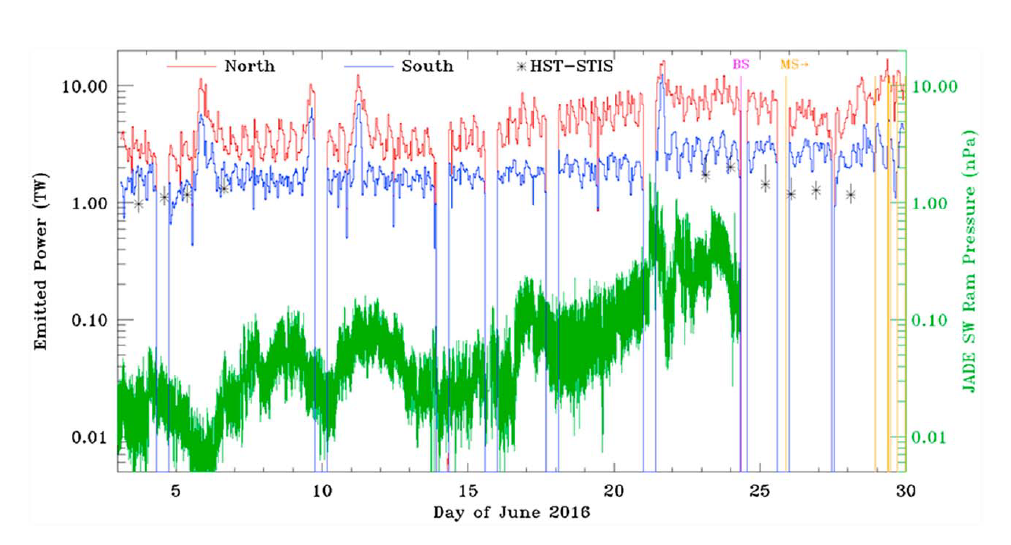 North South HST-STIS BS MS→
10.00 10.00
1.00 1.00
0.10 0.10
0.01 0.01
Emitted Power (TW)
JADE SW Ram Pressure (nPa)
5 10 15 20 25 30
Day of June 2016